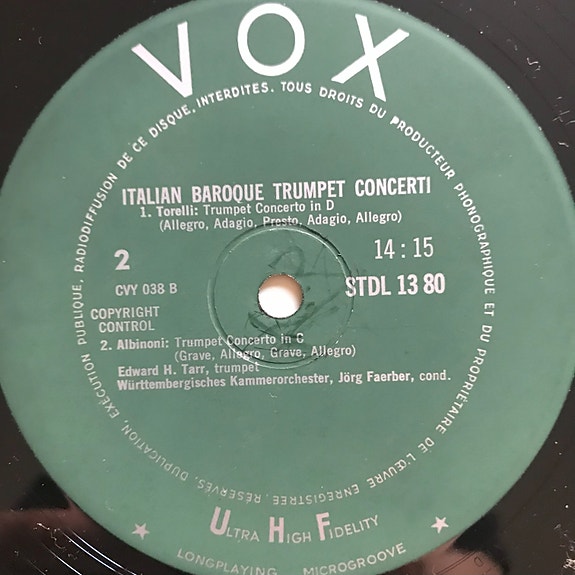 VOX
DUPLICATION, EXÉCUTION PUBLIQUE, RADIODIFFUSION DE CE DISQUE, INTERDITES. TOUS DROITS DU PRODUCTEUR PHONOGRAPHIQUE ET DU PROPRIÉTAIRE DE L'ŒUVRE ENREGISTRÉE, RÉSERVÉS.
ITALIAN BAROQUE TRUMPET CONCERTI
1. Torelli: Trumpet Concerto in D
(Allegro, Adagio, Presto, Adagio, Allegro)
2
14:15
CVY 038 B
STDL 13 80
COPYRIGHT
CONTROL
2. Albinoni: Trumpet Concerto in C
(Grave, Allegro, Grave, Allegro)
Edward H. Tarr, trumpet
Württembergisches Kammerorchester, Jörg Faerber, cond.
ULTRA HIGH FIDELITY
LONGPLAYING MICROGROOVE